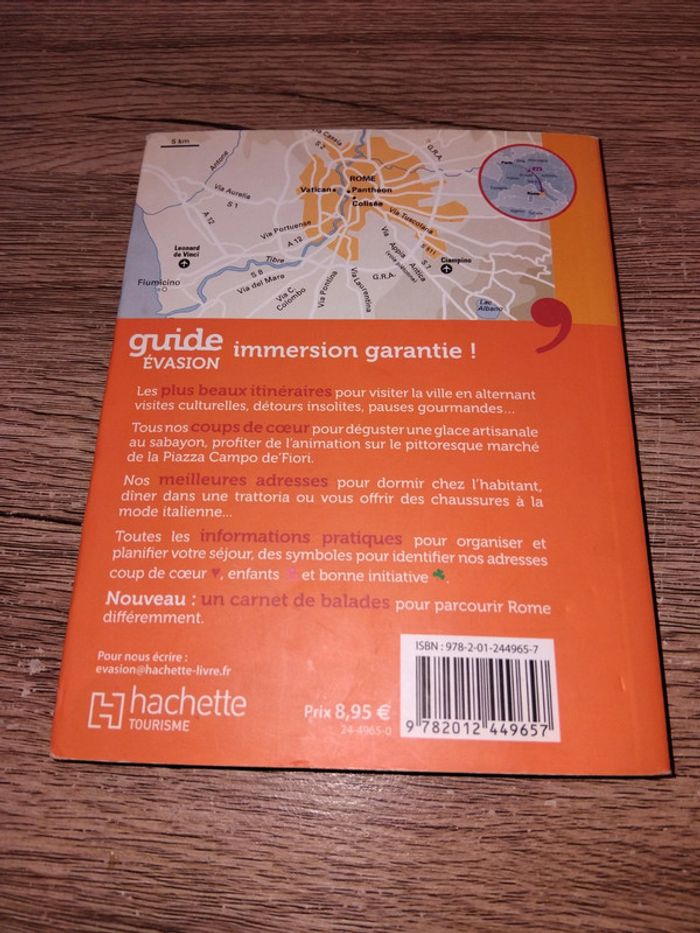 5 km
Antone
Via Cassia
S 2
G.R.A.
ROME
Vatican
Panthéon
Colisée
Via Aurelia
S 1
A 12
Via Portuense
A 12
Via Tuscolana
S 511
Leonard
de Vinci
Tibre
S 8
Via del Mare
Via Appia
Antica
(voie piétonne)
S 7
Ciampino
Fiumicino
Via C.
Colombo
Via Pontina
Via Laurentina
G.R.A.
Lac
Albano
Paris
Rome
guide
ÉVASION
immersion garantie !
Les plus beaux itinéraires pour visiter la ville en alternant
visites culturelles, détours insolites, pauses gourmandes...
Tous nos coups de cœur pour déguster une glace artisanale
au sabayon, profiter de l'animation sur le pittoresque marché
de la Piazza Campo de'Fiori.
Nos meilleures adresses pour dormir chez l'habitant,
dîner dans une trattoria ou vous offrir des chaussures à la
mode italienne...
Toutes les informations pratiques pour organiser et
planifier votre séjour, des symboles pour identifier nos adresses
coup de cœur ♥, enfants et bonne initiative ☘.
Nouveau : un carnet de balades pour parcourir Rome
différemment.
Pour nous écrire :
evasion@hachette-livre.fr
hachette
TOURISME
Prix 8,95 €
24-4965-0
ISBN : 978-2-01-244965-7
9 782012 449657